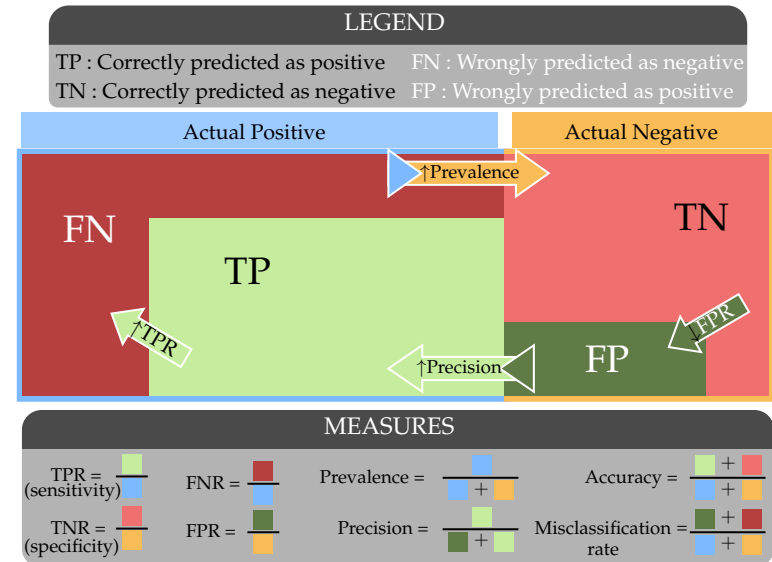 LEGEND
TP : Correctly predicted as positive FN : Wrongly predicted as negative
TN : Correctly predicted as negative FP : Wrongly predicted as positive
Actual Positive Actual Negative
↑Prevalence
FN
TN
TP
↑TPR
↓FPR
↑Precision
FP
MEASURES
TPR =
(sensitivity)
FNR =
Prevalence =
+
Accuracy =
+
+
TNR =
(specificity)
FPR =
Precision =
+
Misclassification
rate
=
+
+